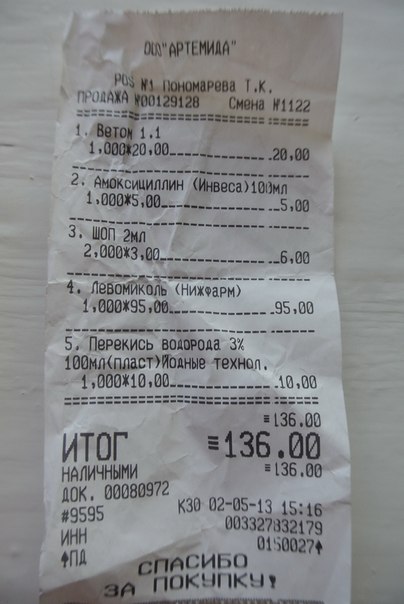 ООО"АРТЕМИДА"
POS №1 Пономарева Т.К.
ПРОДАЖА №00129128 Смена №1122
1. Ветом 1.1
1,000*20,00 20,00
2. Амоксициллин (Инвеса)100мл
1,000*5,00 5,00
3. ШОП 2мл
2,000*3,00 6,00
4. Левомиколь (Нижфарм)
1,000*95,00 95,00
5. Перекись водорода 3%
100мл(пласт)Йодные технол.
1,000*10,00 10,00
≡136.00
ИТОГ ≡136.00
НАЛИЧНЫМИ ≡136.00
ДОК. 00080972
#9595 К30 02-05-13 15:16
ИНН 003327832179
ПД 0150027
СПАСИБО
ЗА ПОКУПКУ!